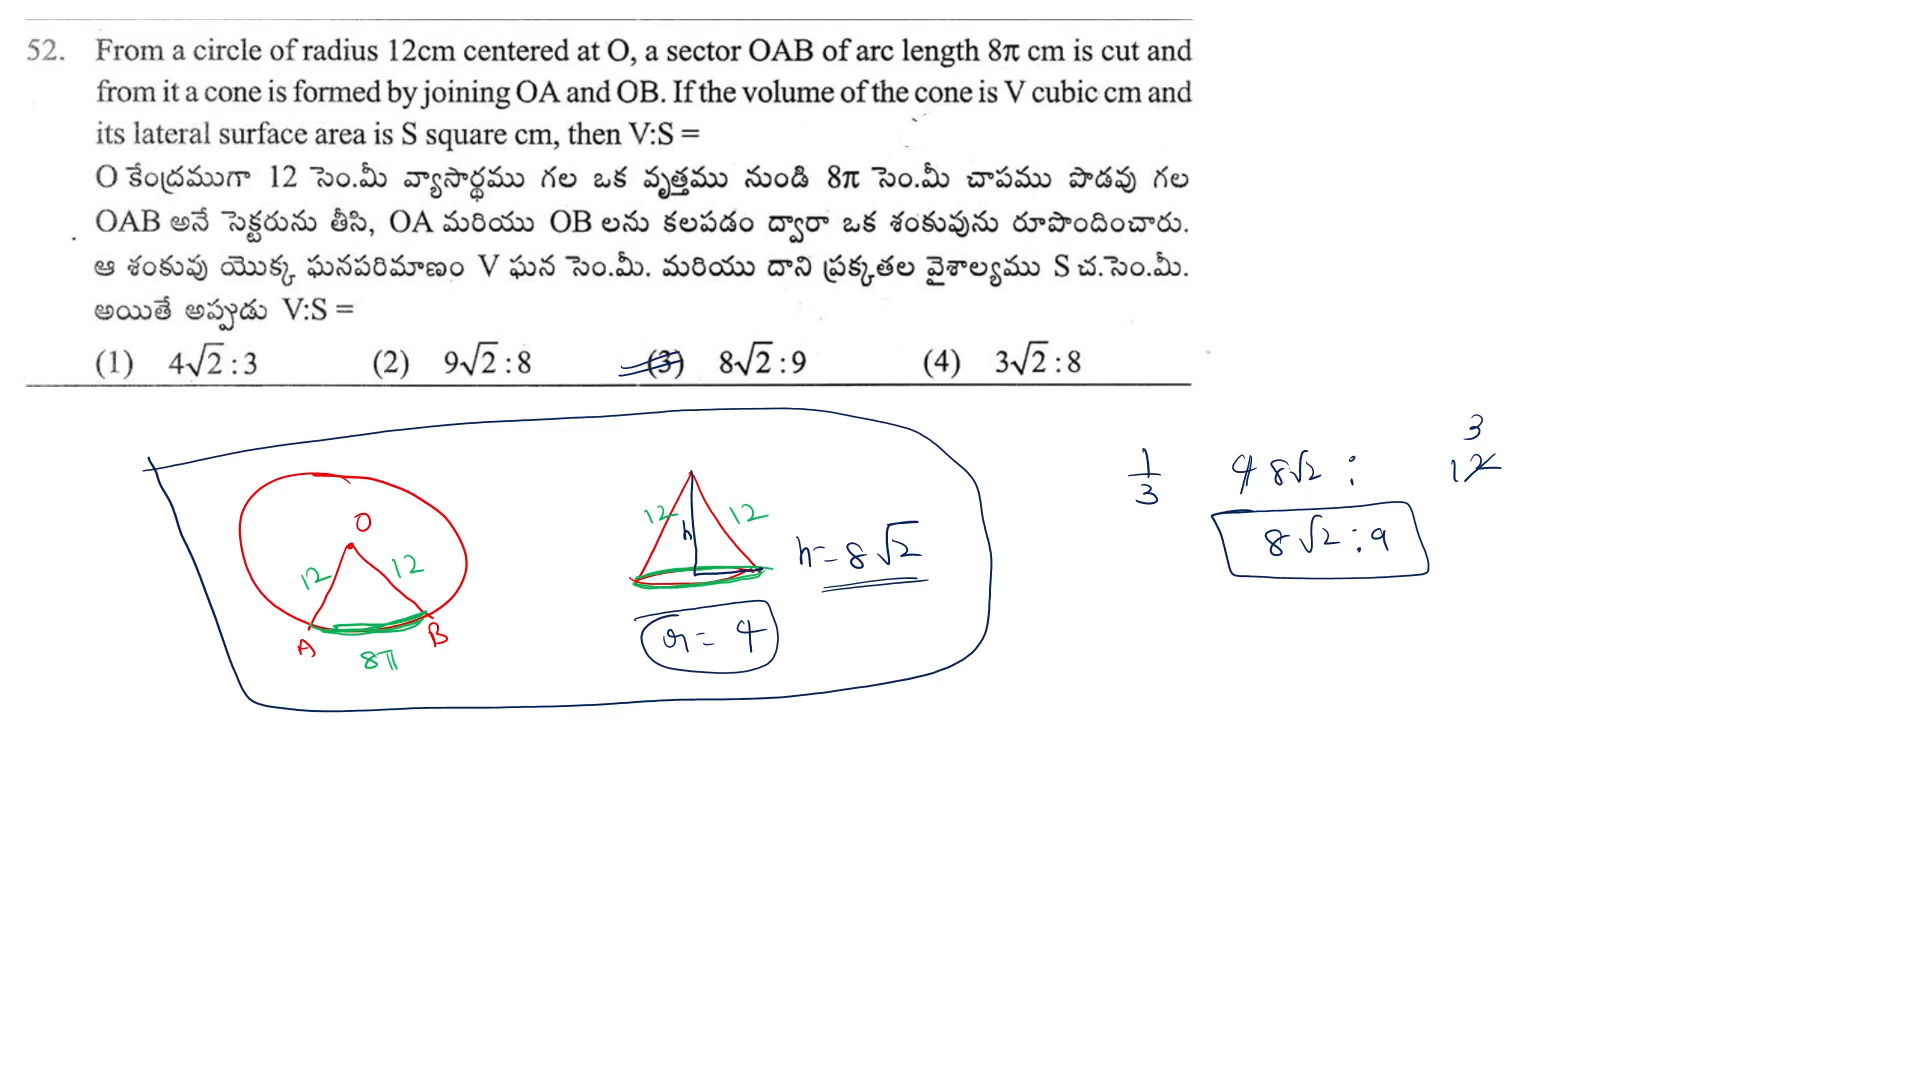 52. From a circle of radius 12cm centered at O, a sector OAB of arc length 8π cm is cut and
from it a cone is formed by joining OA and OB. If the volume of the cone is V cubic cm and
its lateral surface area is S square cm, then V:S =
O కేంద్రముగా 12 సెం.మీ వ్యాసార్థము గల ఒక వృత్తము నుండి 8π సెం.మీ చాపము పొడవు గల
OAB అనే సెక్టరును తీసి, OA మరియు OB లను కలపడం ద్వారా ఒక శంకువును రూపొందించారు.
ఆ శంకువు యొక్క ఘనపరిమాణం V ఘన సెం.మీ. మరియు దాని ప్రక్కతల వైశాల్యము S చ.సెం.మీ.
అయితే అప్పుడు V:S =
(1) 4√2:3 (2) 9√2:8 (3) 8√2:9 (4) 3√2:8
O
12 12
A B
8π
12 h 12
h = 8√2
r = 4
3
1/3 4 8√2 : 12
8√2 : 9